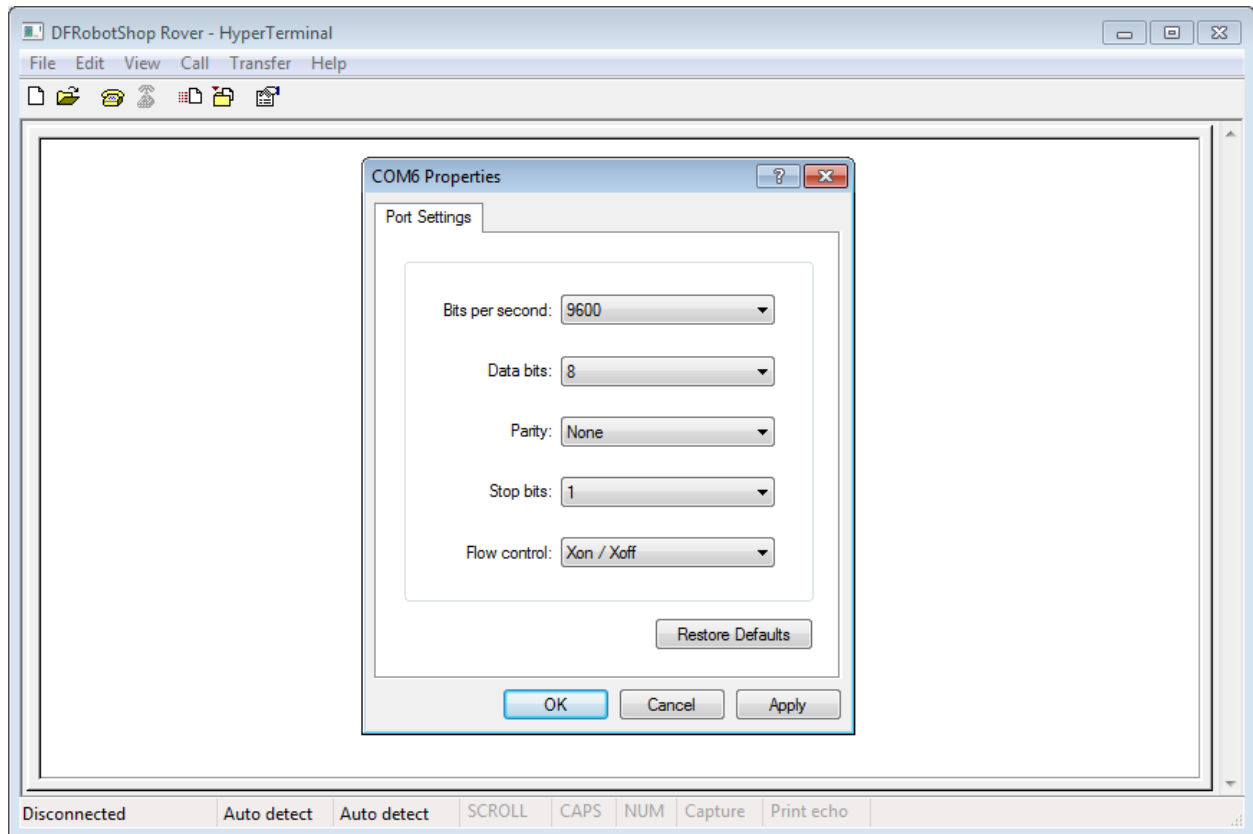 DFRobotShop Rover - HyperTerminal
File Edit View Call Transfer Help
COM6 Properties
Port Settings
Bits per second: 9600
Data bits: 8
Parity: None
Stop bits: 1
Flow control: Xon / Xoff
Restore Defaults
OK Cancel Apply
Disconnected Auto detect Auto detect SCROLL CAPS NUM Capture Print echo